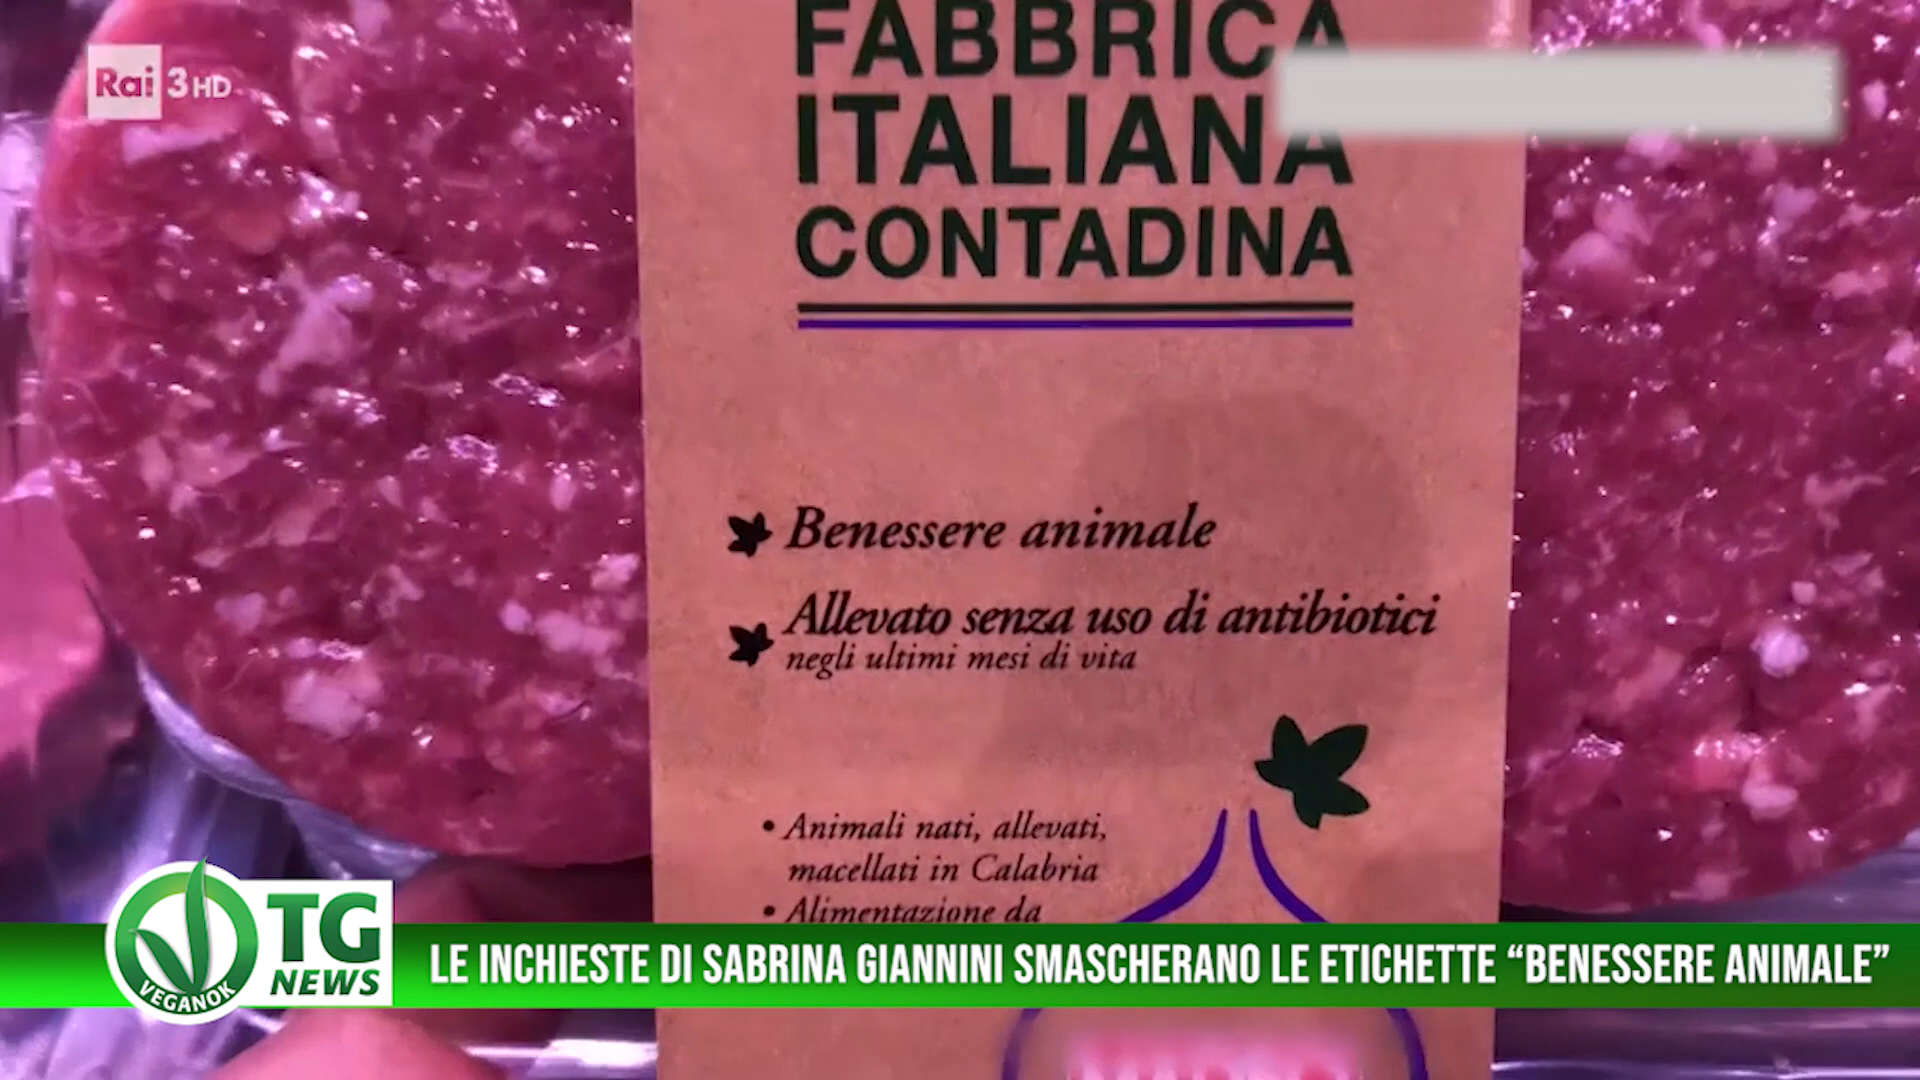 Rai 3 HD
FABBRICA
ITALIANA
CONTADINA
Benessere animale
Allevato senza uso di antibiotici
negli ultimi mesi di vita
• Animali nati, allevati,
macellati in Calabria
• Alimentazione da
TG
NEWS
VEGANOK
LE INCHIESTE DI SABRINA GIANNINI SMASCHERANO LE ETICHETTE “BENESSERE ANIMALE”